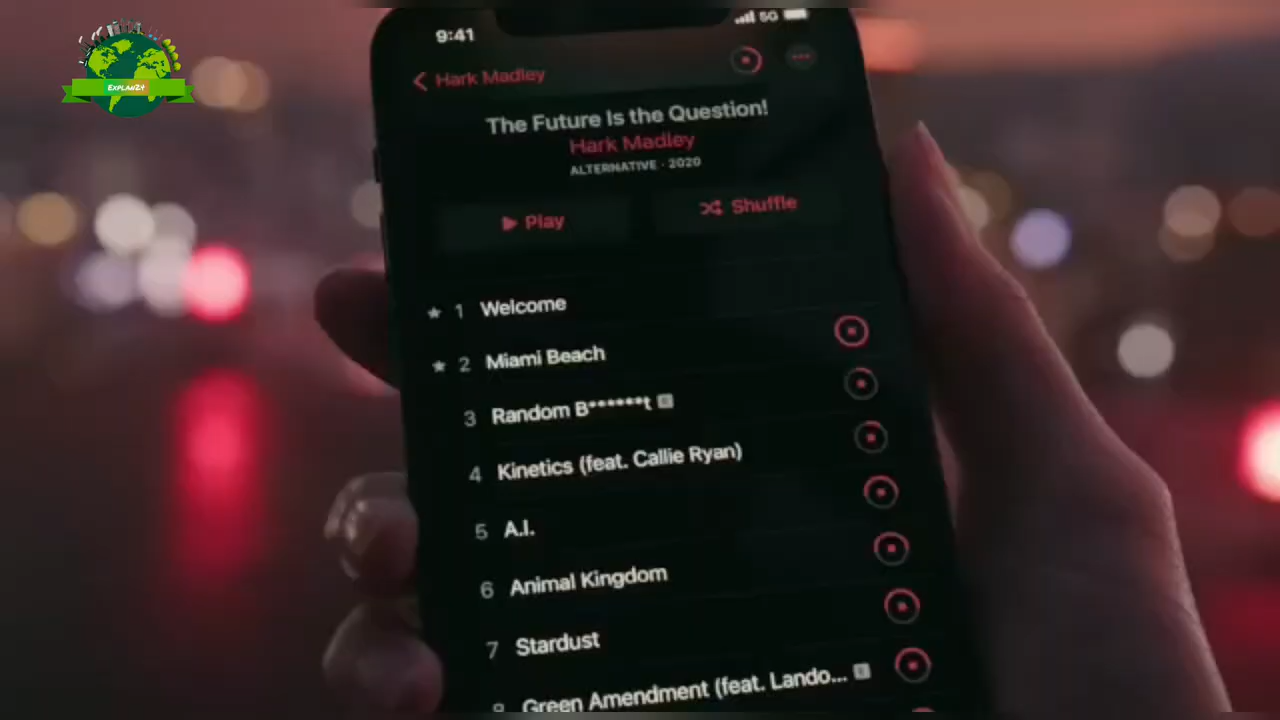 Explan24
9:41 5G
Hark Madley
The Future Is the Question!
Hark Madley
ALTERNATIVE · 2020
Play
Shuffle
★ 1 Welcome
★ 2 Miami Beach
3 Random B******t E
4 Kinetics (feat. Callie Ryan)
5 A.I.
6 Animal Kingdom
7 Stardust
8 Green Amendment (feat. Lando... E